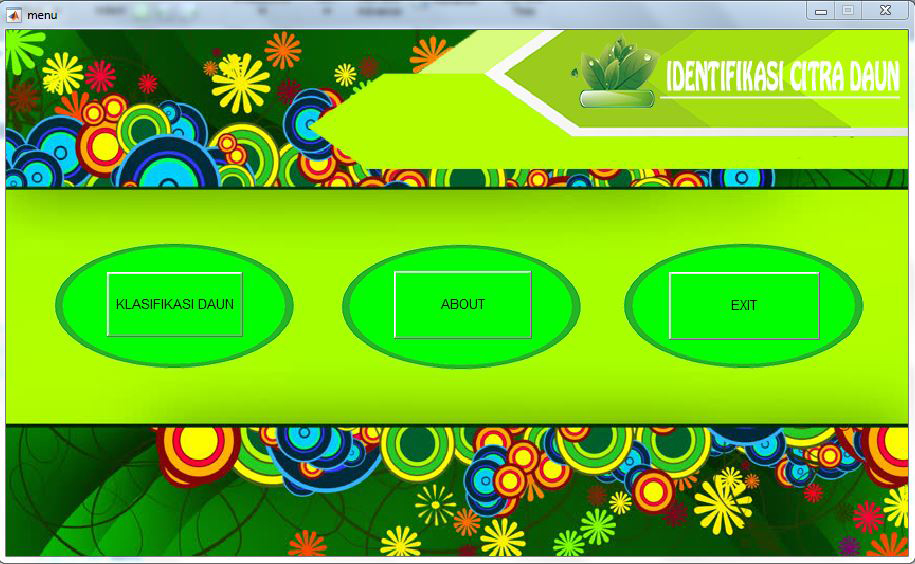 menu
IDENTIFIKASI CITRA DAUN
KLASIFIKASI DAUN
ABOUT
EXIT